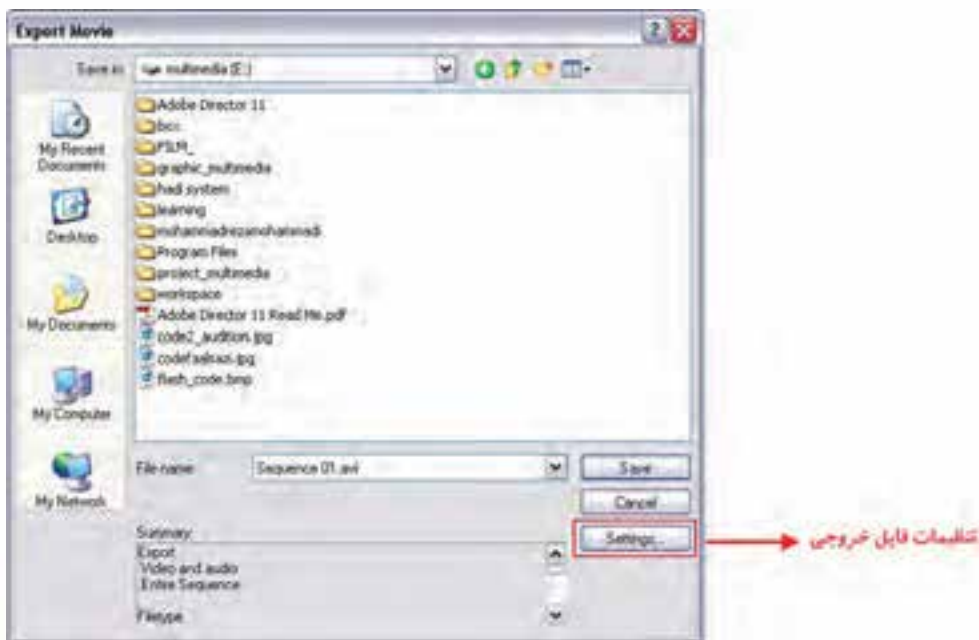 Export Movie
Save in: multimedia (E:)
My Recent Documents
Desktop
My Documents
My Computer
My Network
Adobe Director 11
bcc
FILM_
graphic_multimedia
hadi system
learning
mohammadrezamohammadi
Program Files
project_multimedia
workspace
Adobe Director 11 Read Me.pdf
code2_audition.jpg
flash_code.bmp
File name: Sequence 01.avi
Save
Cancel
Settings...
تنظیمات فایل خروجی
Summary
Export
Video and audio
Entire Sequence
Filetype